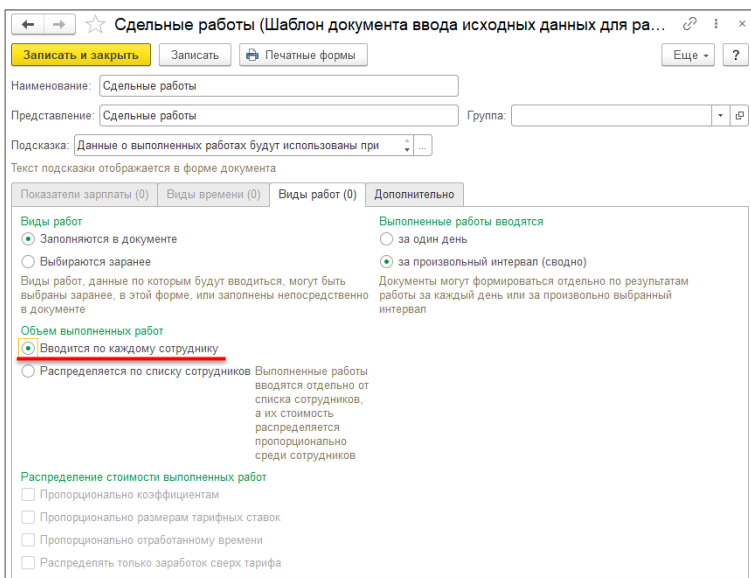 Сдельные работы (Шаблон документа ввода исходных данных для ра...
Записать и закрыть Записать Печатные формы Еще ?
Наименование: Сдельные работы
Представление: Сдельные работы Группа:
Подсказка: Данные о выполненных работах будут использованы при ...
Текст подсказки отображается в форме документа
Показатели зарплаты (0) Виды времени (0) Виды работ (0) Дополнительно
Виды работ Выполненные работы вводятся
Заполняются в документе за один день
Выбираются заранее за произвольный интервал (сводно)
Виды работ, данные по которым будут вводиться, могут быть Документы могут формироваться отдельно по результатам
выбраны заранее, в этой форме, или заполнены непосредственно работы за каждый день или за произвольно выбранный
в документе интервал
Объем выполненных работ
Вводится по каждому сотруднику
Распределяется по списку сотрудников Выполненные работы
вводятся отдельно от
списка сотрудников,
а их стоимость
распределяется
пропорционально
среди сотрудников
Распределение стоимости выполненных работ
Пропорционально коэффициентам
Пропорционально размерам тарифных ставок
Пропорционально отработанному времени
Распределять только заработок сверх тарифа